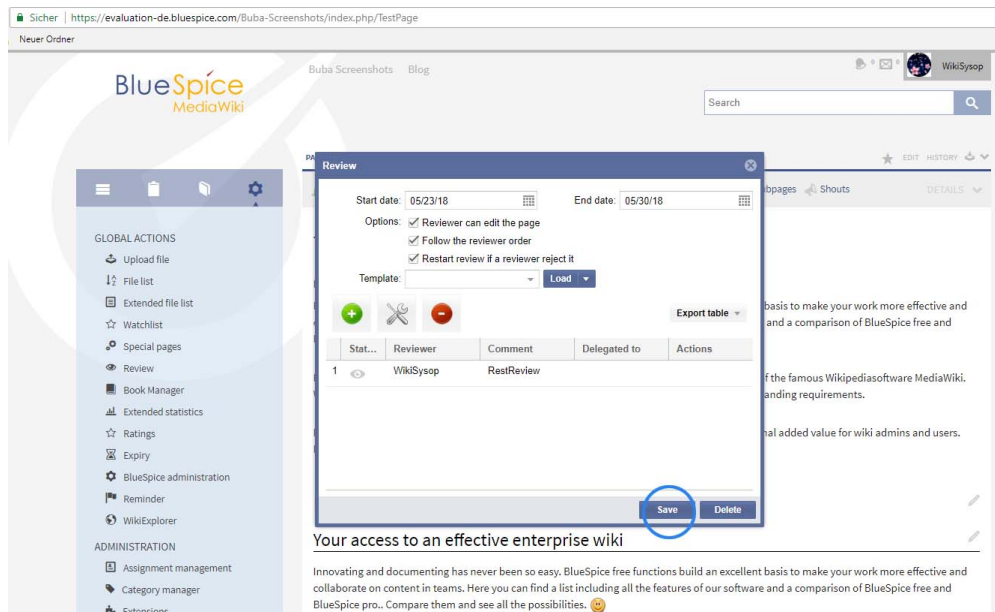 Sicher | https://evaluation-de.bluespice.com/Buba-Screenshots/index.php/TestPage
Neuer Ordner
BlueSpice
MediaWiki
Buba Screenshots Blog
WikiSysop
Search
EDIT HISTORY
Shouts
DETAILS
GLOBAL ACTIONS
Upload file
File list
Extended file list
Watchlist
Special pages
Review
Book Manager
Extended statistics
Ratings
Expiry
BlueSpice administration
Reminder
WikiExplorer
ADMINISTRATION
Assignment management
Category manager
Extensions
Review
Start date: 05/23/18 End date: 05/30/18
Options: Reviewer can edit the page
Follow the reviewer order
Restart review if a reviewer reject it
Template: Load
Export table
Stat... Reviewer Comment Delegated to Actions
1 WikiSysop RestReview
Save Delete
basis to make your work more effective and
and a comparison of BlueSpice free and
f the famous Wikipediasoftware MediaWiki.
anding requirements.
nal added value for wiki admins and users.
Your access to an effective enterprise wiki
Innovating and documenting has never been so easy. BlueSpice free functions build an excellent basis to make your work more effective and
collaborate on content in teams. Here you can find a list including all the features of our software and a comparison of BlueSpice free and
BlueSpice pro.. Compare them and see all the possibilities.